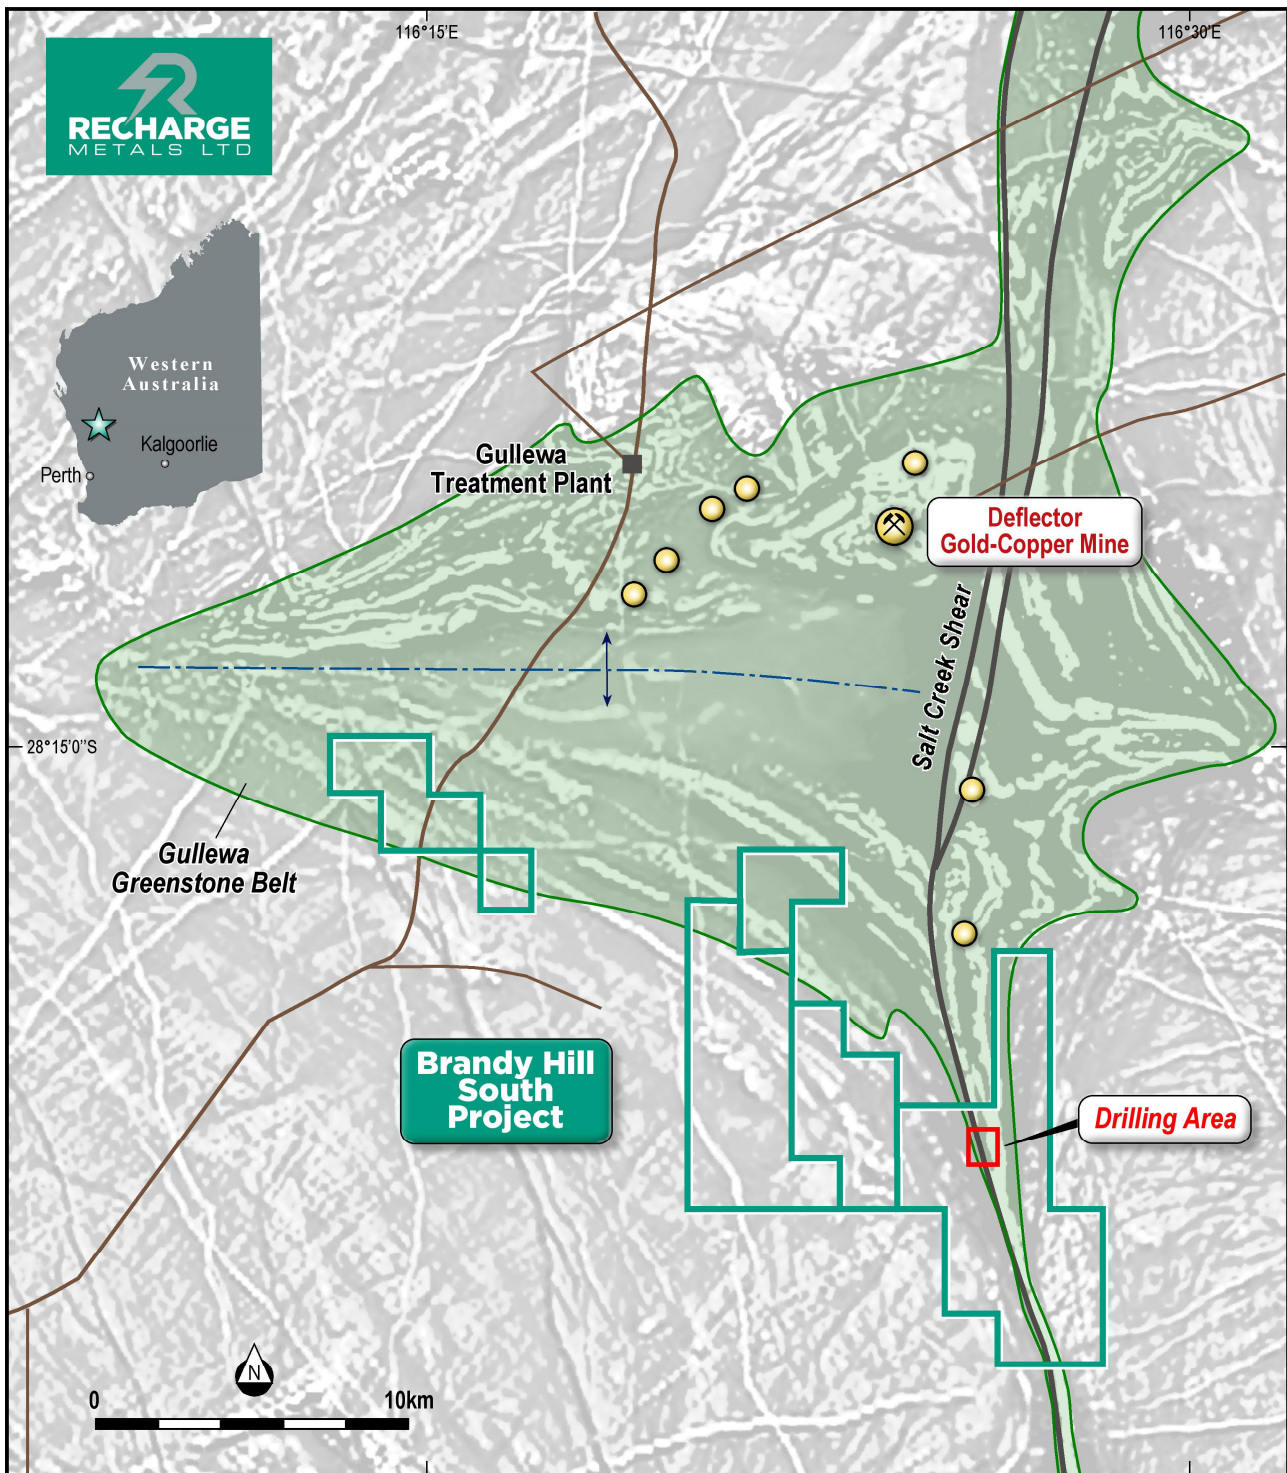 116°15'E
116°30'E
RECHARGE
METALS LTD
Western
Australia
Kalgoorlie
Perth
Gullewa
Treatment Plant
Deflector
Gold-Copper Mine
Salt Creek Shear
28°15'0"S
Gullewa
Greenstone Belt
Brandy Hill
South
Project
Drilling Area
N
0
10km